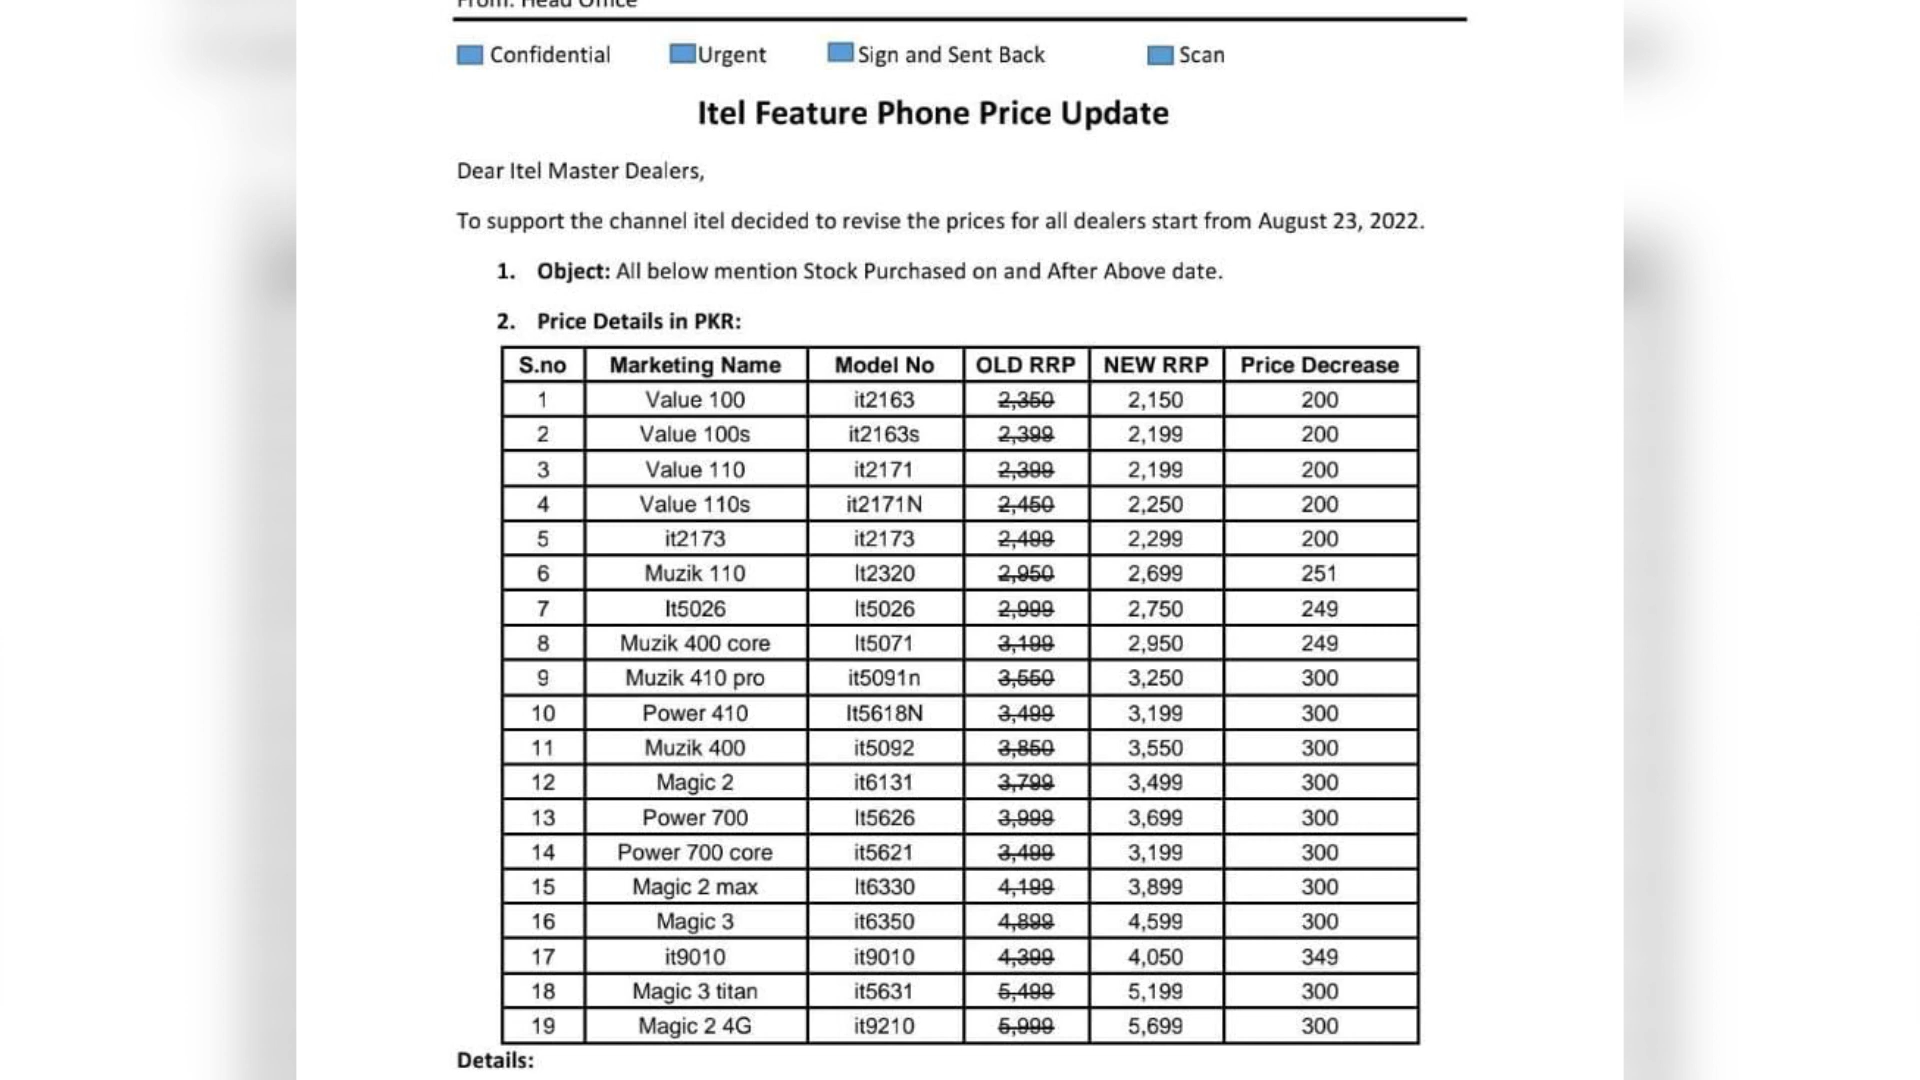 From: Head Office
Confidential Urgent Sign and Sent Back Scan
Itel Feature Phone Price Update
Dear Itel Master Dealers,
To support the channel itel decided to revise the prices for all dealers start from August 23, 2022.
1. Object: All below mention Stock Purchased on and After Above date.
2. Price Details in PKR:
S.no Marketing Name Model No OLD RRP NEW RRP Price Decrease
1 Value 100 it2163 2,350 2,150 200
2 Value 100s it2163s 2,399 2,199 200
3 Value 110 it2171 2,399 2,199 200
4 Value 110s it2171N 2,450 2,250 200
5 it2173 it2173 2,499 2,299 200
6 Muzik 110 It2320 2,950 2,699 251
7 It5026 It5026 2,999 2,750 249
8 Muzik 400 core It5071 3,199 2,950 249
9 Muzik 410 pro it5091n 3,550 3,250 300
10 Power 410 It5618N 3,499 3,199 300
11 Muzik 400 it5092 3,850 3,550 300
12 Magic 2 it6131 3,799 3,499 300
13 Power 700 It5626 3,999 3,699 300
14 Power 700 core it5621 3,499 3,199 300
15 Magic 2 max It6330 4,199 3,899 300
16 Magic 3 it6350 4,899 4,599 300
17 it9010 it9010 4,399 4,050 349
18 Magic 3 titan it5631 5,499 5,199 300
19 Magic 2 4G it9210 5,999 5,699 300
Details: